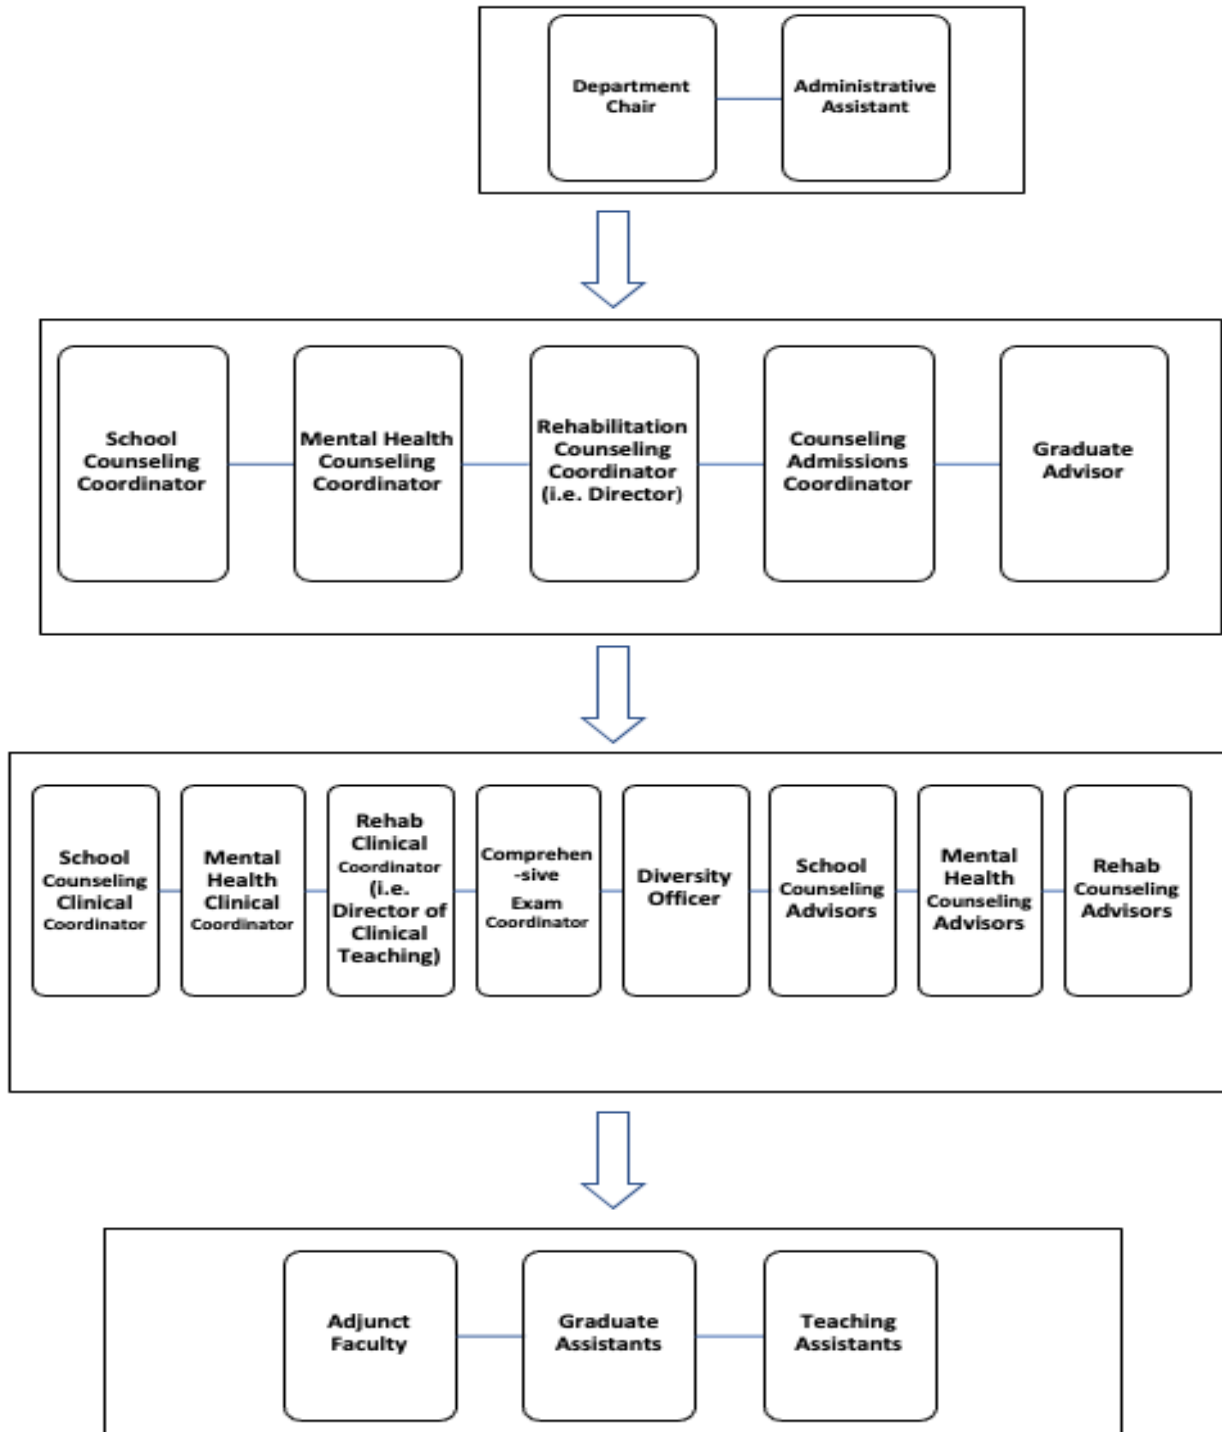 Department
Chair
Administrative
Assistant
School
Counseling
Coordinator
Mental Health
Counseling
Coordinator
Rehabilitation
Counseling
Coordinator
(i.e. Director)
Counseling
Admissions
Coordinator
Graduate
Advisor
School
Counseling
Clinical
Coordinator
Mental
Health
Clinical
Coordinator
Rehab
Clinical
Coordinator
(i.e.
Director of
Clinical
Teaching)
Comprehen
-sive
Exam
Coordinator
Diversity
Officer
School
Counseling
Advisors
Mental
Health
Counseling
Advisors
Rehab
Counseling
Advisors
Adjunct
Faculty
Graduate
Assistants
Teaching
Assistants